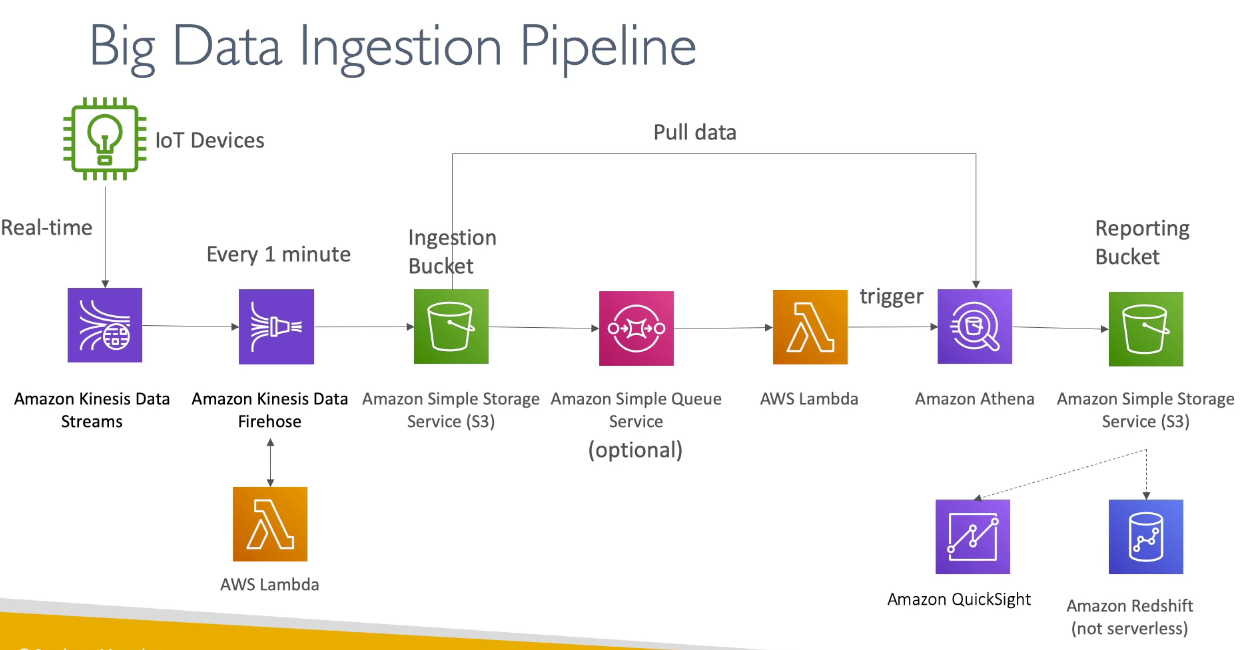 Big Data Ingestion Pipeline
IoT Devices
Pull data
Real-time
Every 1 minute
Ingestion
Bucket
trigger
Reporting
Bucket
Amazon Kinesis Data
Streams
Amazon Kinesis Data
Firehose
Amazon Simple Storage
Service (S3)
Amazon Simple Queue
Service
(optional)
AWS Lambda
Amazon Athena
Amazon Simple Storage
Service (S3)
AWS Lambda
Amazon QuickSight
Amazon Redshift
(not serverless)